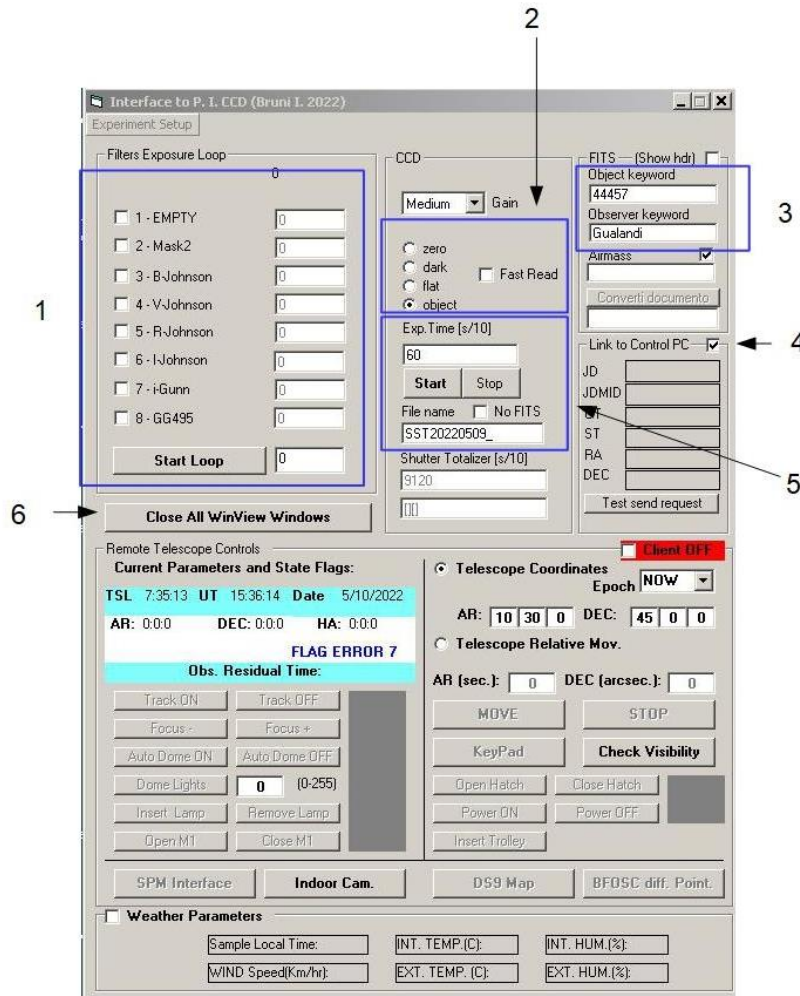 2
Interface to P. I. CCD (Bruni I. 2022)
Experiment Setup
Filters Exposure Loop
0
1 - EMPTY 0
2 - Mask2 0
3 - B-Johnson 0
4 - V-Johnson 0
5 - R-Johnson 0
6 - I-Johnson 0
7 - i-Gunn 0
8 - GG495 0
Start Loop 0
1
CCD
Medium Gain
zero
dark
flat
object
Fast Read
Exp.Time [s/10]
60
Start Stop
File name No FITS
SST20220509_
Shutter Totalizer [s/10]
9120
[][]
FITS (Show hdr)
Object keyword
44457
Observer keyword
Gualandi
Airmass
Converti documento
3
Link to Control PC
4
JD
JDMID
UT
ST
RA
DEC
Test send request
5
6
Close All WinView Windows
Remote Telescope Controls
Client OFF
Current Parameters and State Flags:
TSL 7:35:13 UT 15:36:14 Date 5/10/2022
AR: 0:0:0 DEC: 0:0:0 HA: 0:0:0
FLAG ERROR 7
Obs. Residual Time:
Track ON Track OFF
Focus - Focus +
Auto Dome ON Auto Dome OFF
Dome Lights 0 (0-255)
Insert Lamp Remove Lamp
Open M1 Close M1
Telescope Coordinates
Epoch NOW
AR: 10 30 0 DEC: 45 0 0
Telescope Relative Mov.
AR (sec.): 0 DEC (arcsec.): 0
MOVE STOP
KeyPad Check Visibility
Open Hatch Close Hatch
Power ON Power OFF
Insert Trolley
SPM Interface Indoor Cam. DS9 Map BFOSC diff. Point.
Weather Parameters
Sample Local Time: INT. TEMP.(C): INT. HUM.(%):
WIND Speed(Km/hr): EXT. TEMP. (C): EXT. HUM.(%):